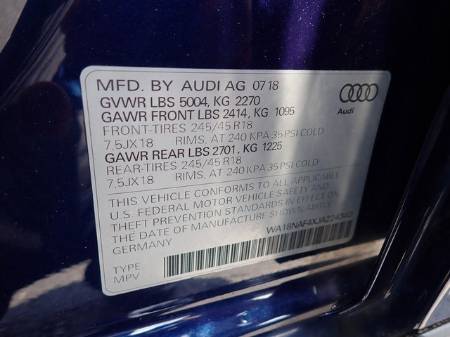 MFD. BY AUDI AG 07/18
GVWR LBS 5004, KG 2270
GAWR FRONT LBS 2414, KG 1095
FRONT-TIRES 245/45 R18
7.5JX18 RIMS, AT 240 KPA 35 PSI COLD
GAWR REAR LBS 2701, KG 1225
REAR-TIRES 245/45 R18
7.5JX18 RIMS, AT 240 KPA 35 PSI COLD
THIS VEHICLE CONFORMS TO ALL APPLICABLE
U.S. FEDERAL MOTOR VEHICLE SAFETY AND
THEFT PREVENTION STANDARDS IN EFFECT ON
THE DATE OF MANUFACTURE SHOWN ABOVE.
GERMANY
TYPE
MPV
Audi